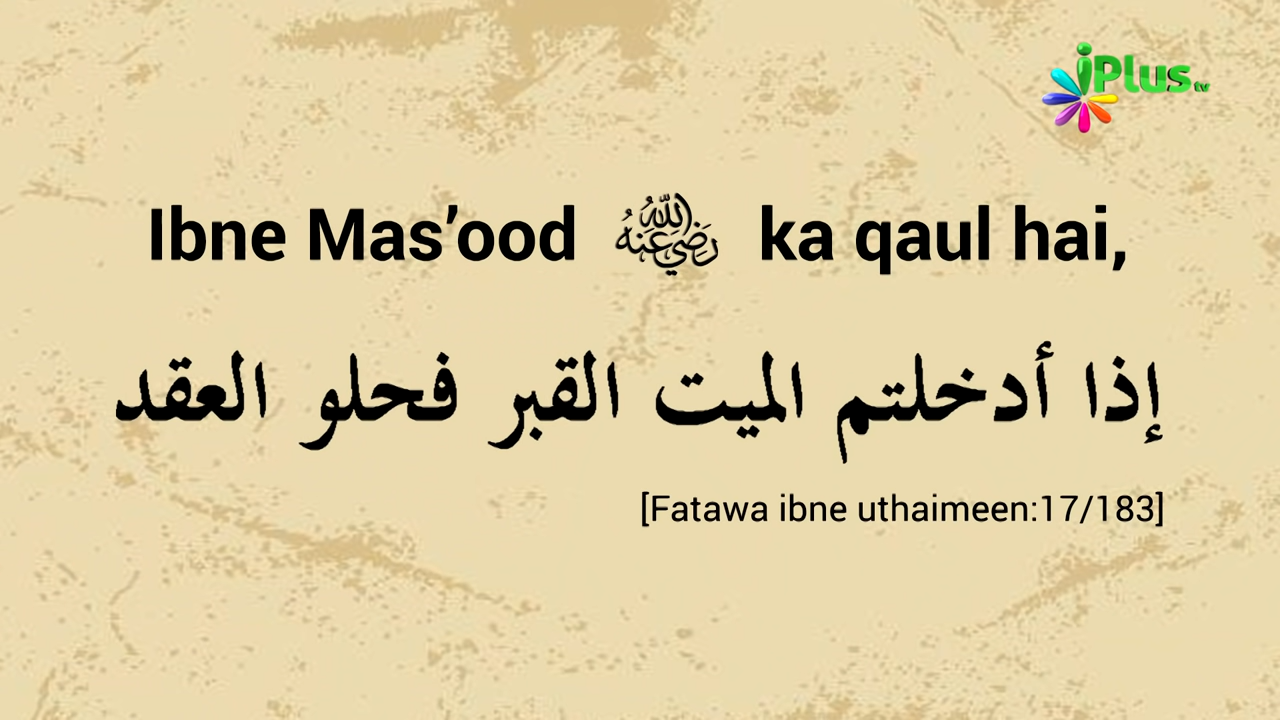 iPlus tv
Ibne Mas’ood رضي الله عنه ka qaul hai,
إذا أدخلتم الميت القبر فحلو العقد
[Fatawa ibne uthaimeen:17/183]